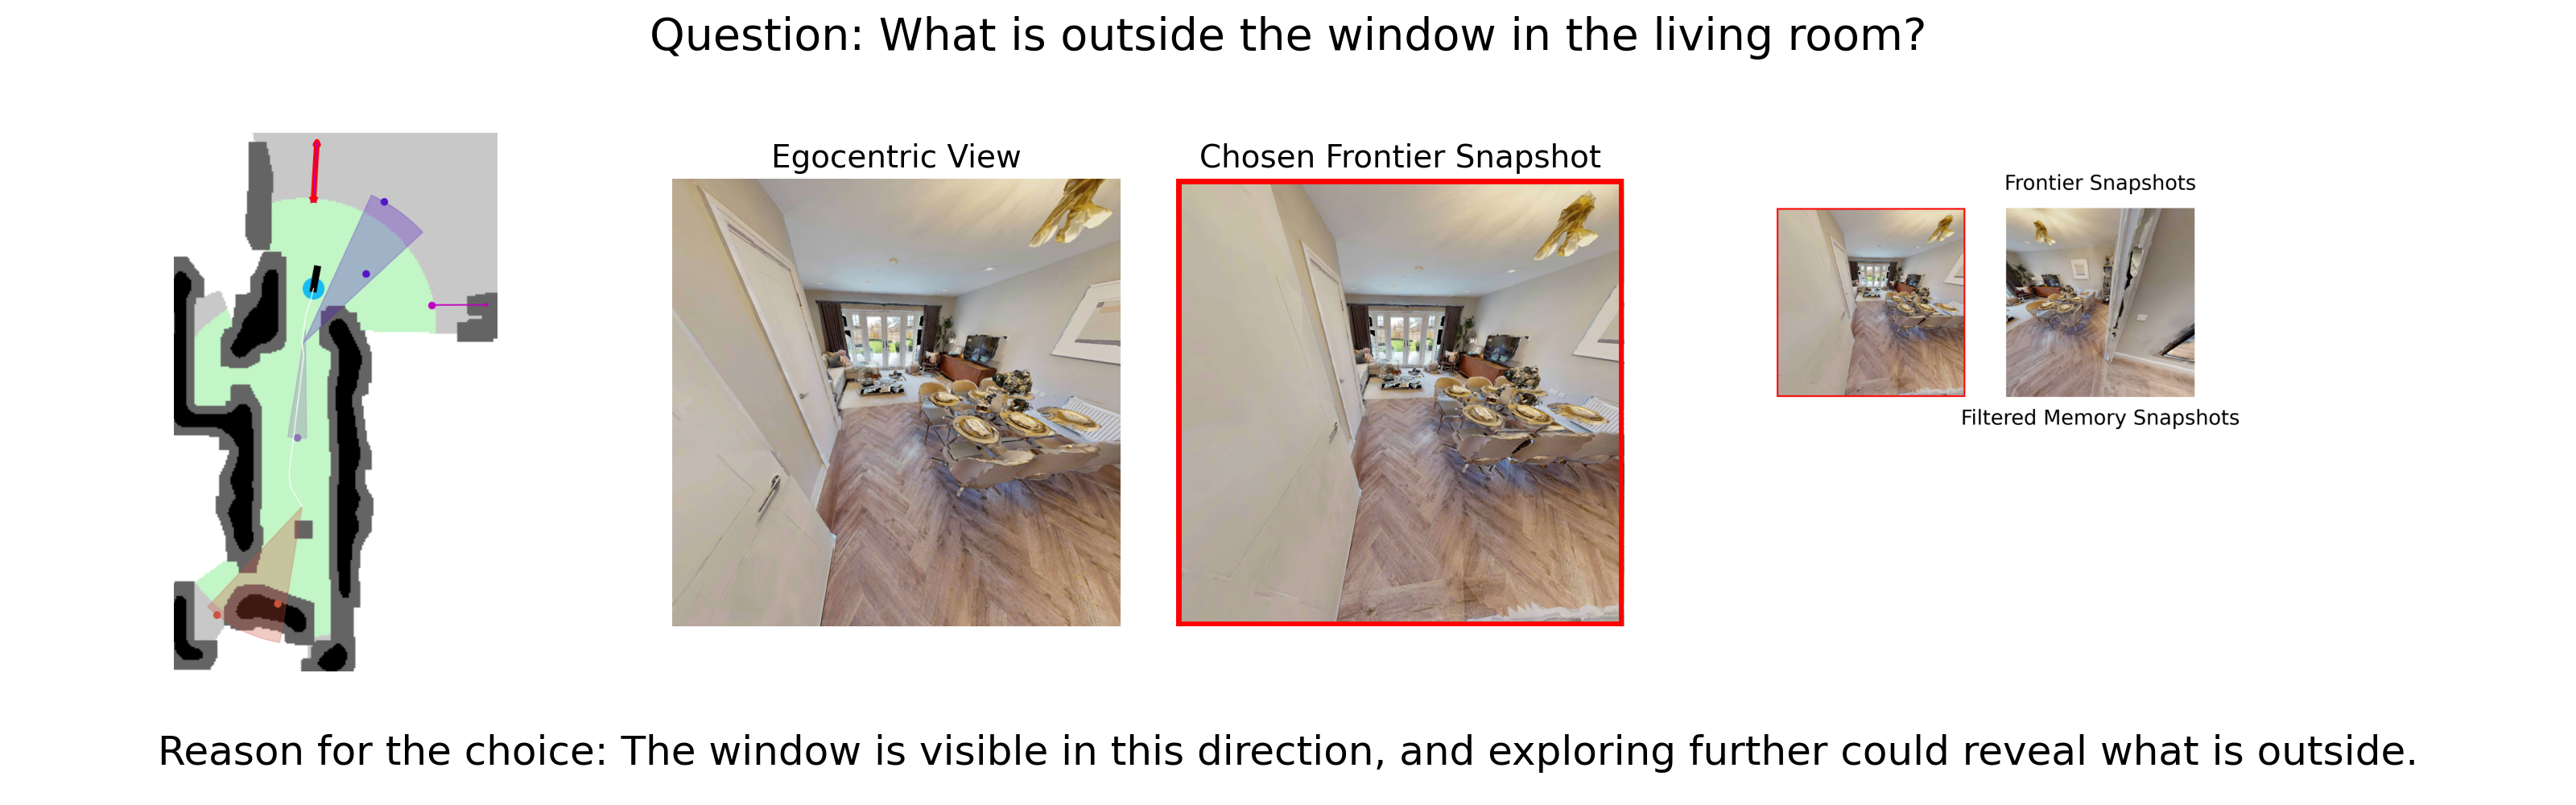 Question: What is outside the window in the living room?
Egocentric View
Chosen Frontier Snapshot
Frontier Snapshots
Filtered Memory Snapshots
Reason for the choice: The window is visible in this direction, and exploring further could reveal what is outside.